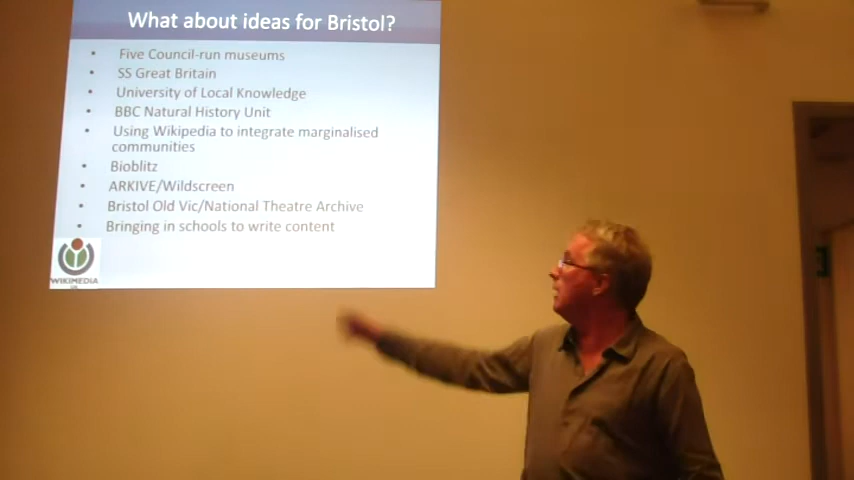 What about ideas for Bristol?
• Five Council-run museums
• SS Great Britain
• University of Local Knowledge
• BBC Natural History Unit
• Using Wikipedia to integrate marginalised
communities
• Bioblitz
• ARKIVE/Wildscreen
• Bristol Old Vic/National Theatre Archive
• Bringing in schools to write content
WIKIMEDIA